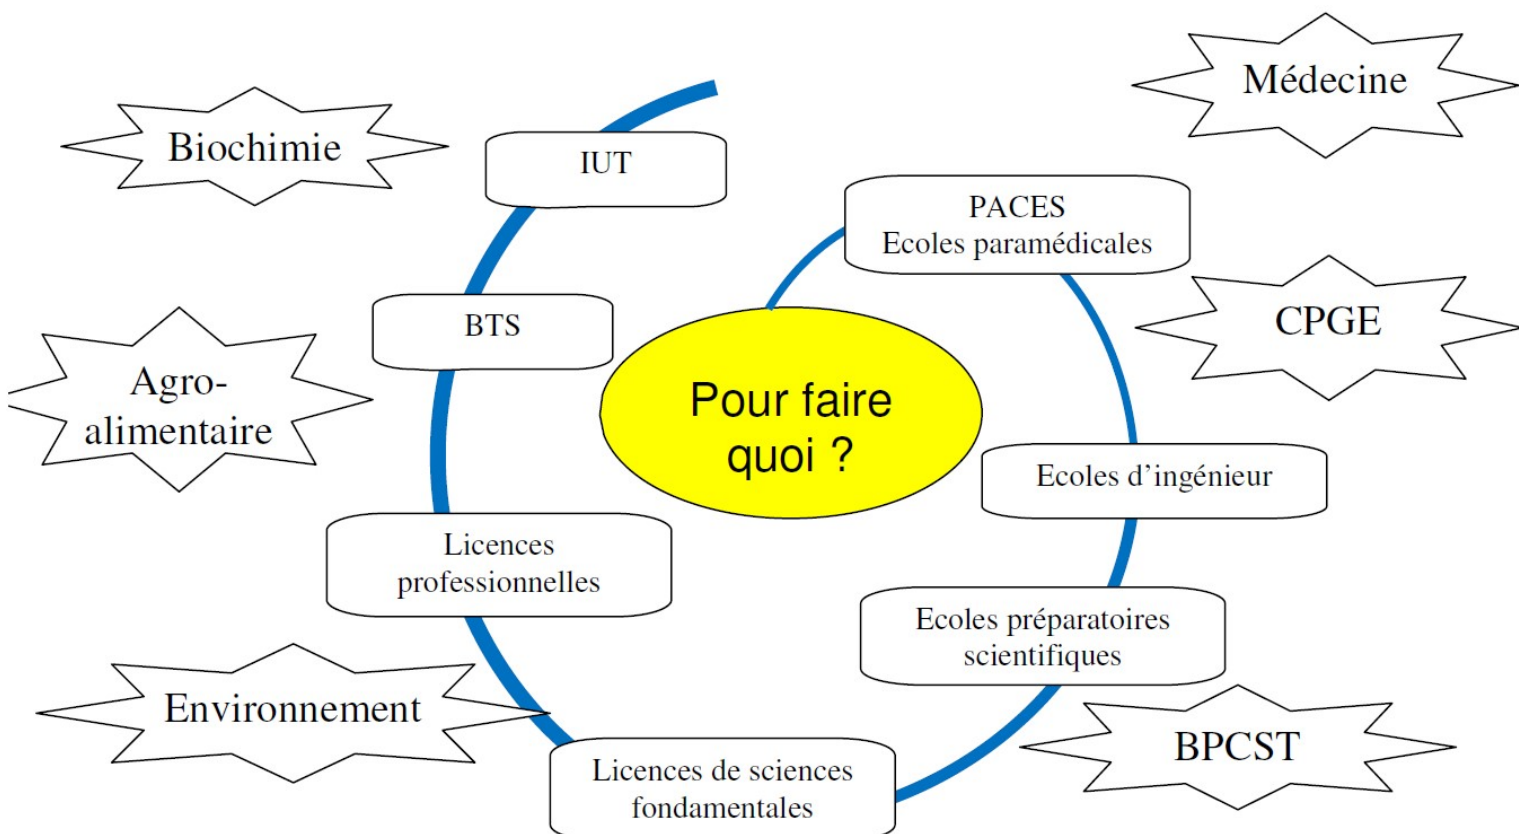 Médecine
Biochimie
IUT
PACES
Ecoles paramédicales
BTS
CPGE
Agro-
alimentaire
Pour faire
quoi ?
Ecoles d’ingénieur
Licences
professionnelles
Ecoles préparatoires
scientifiques
Environnement
BPCST
Licences de sciences
fondamentales